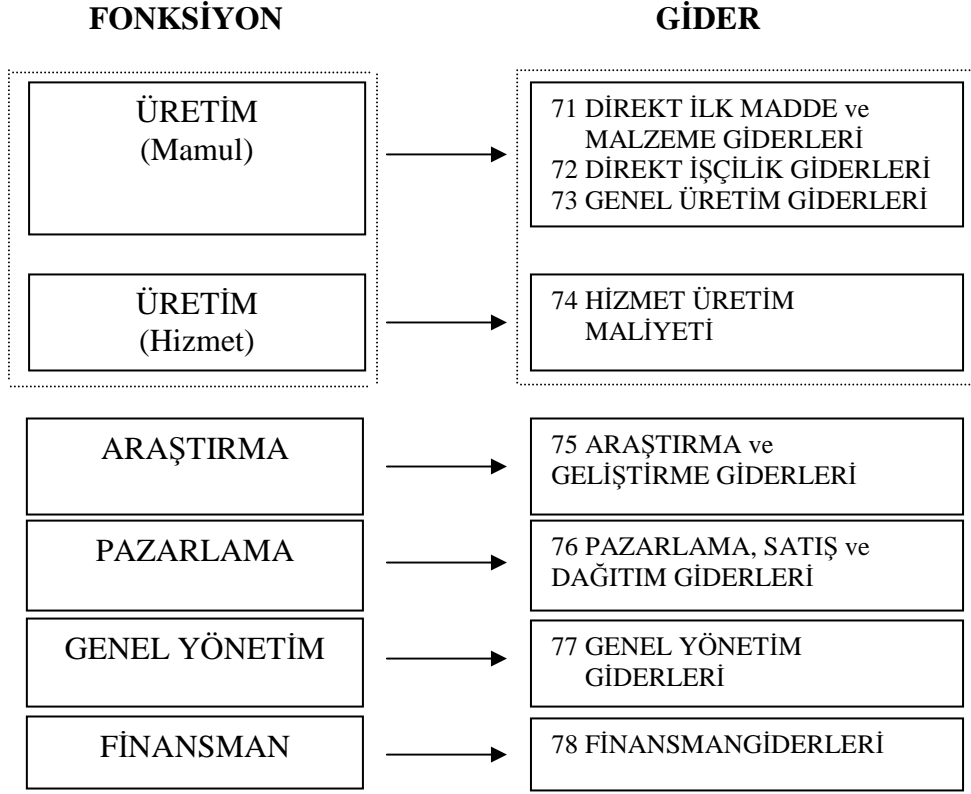 FONKSİYON
GİDER
ÜRETİM
(Mamul)
71 DİREKT İLK MADDE ve
MALZEME GİDERLERİ
72 DİREKT İŞÇİLİK GİDERLERİ
73 GENEL ÜRETİM GİDERLERİ
ÜRETİM
(Hizmet)
74 HİZMET ÜRETİM
MALİYETİ
ARAŞTIRMA
75 ARAŞTIRMA ve
GELİŞTİRME GİDERLERİ
PAZARLAMA
76 PAZARLAMA, SATIŞ ve
DAĞITIM GİDERLERİ
GENEL YÖNETİM
77 GENEL YÖNETİM
GİDERLERİ
FİNANSMAN
78 FİNANSMANGİDERLERİ